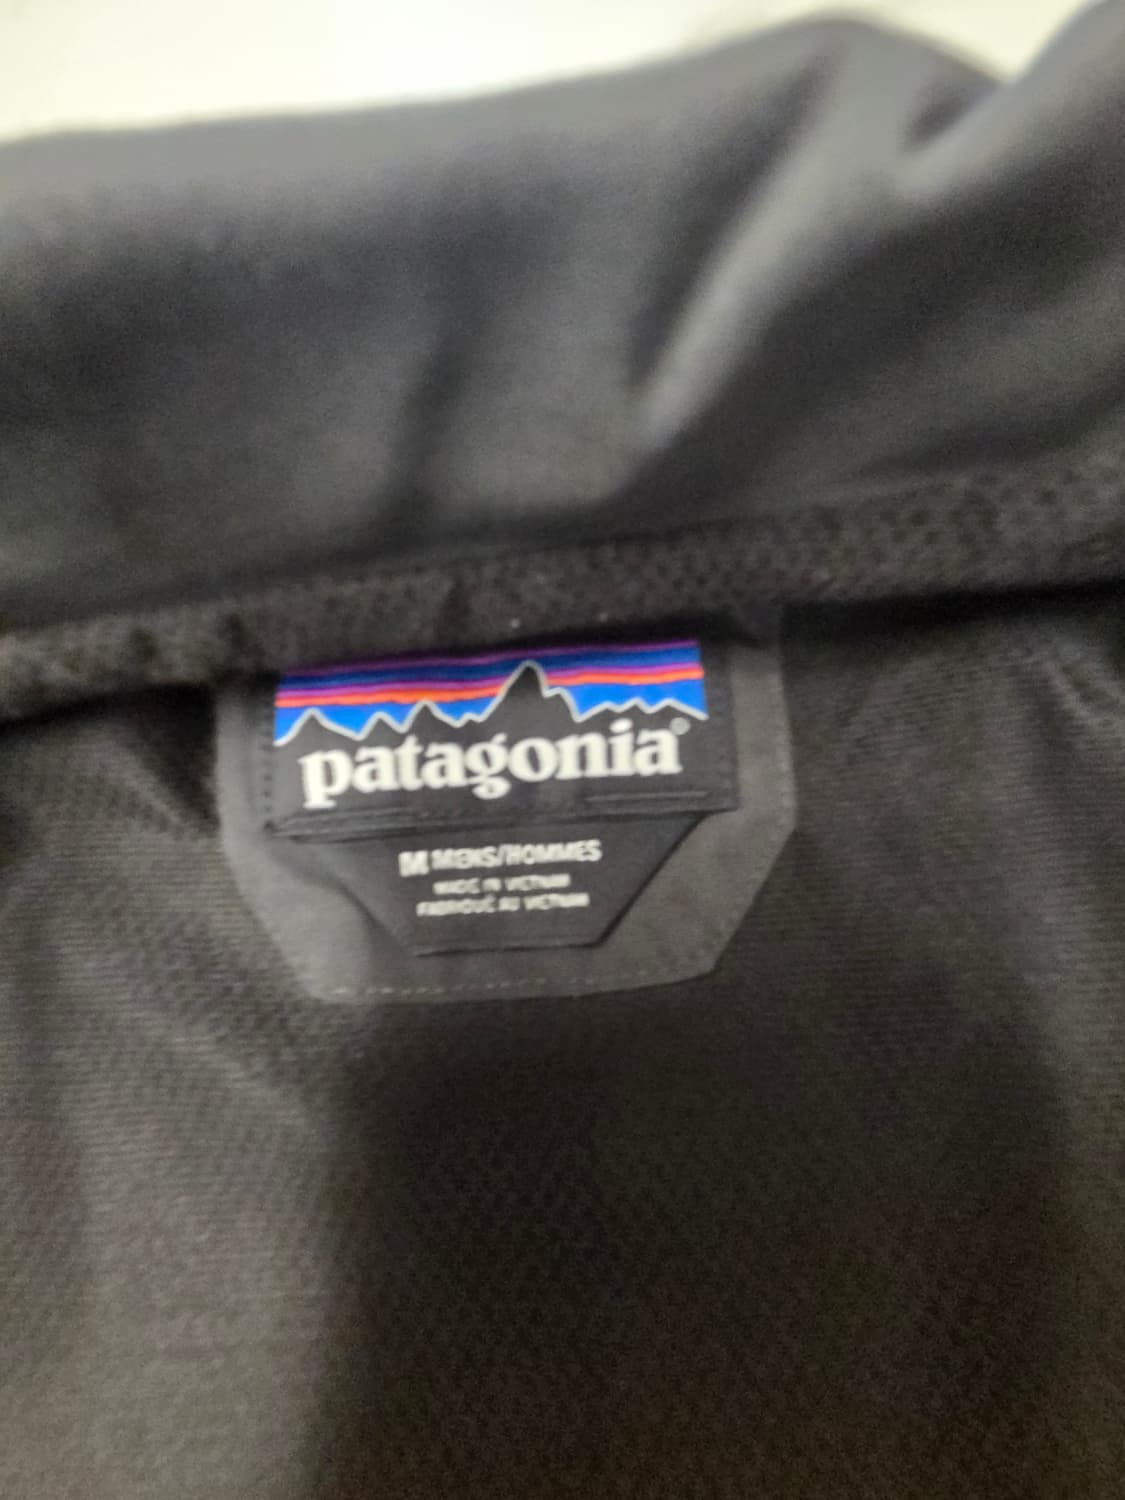 patagonia®
M MENS/HOMMES
MADE IN VIETNAM
FABRIQUÉ AU VIETNAM